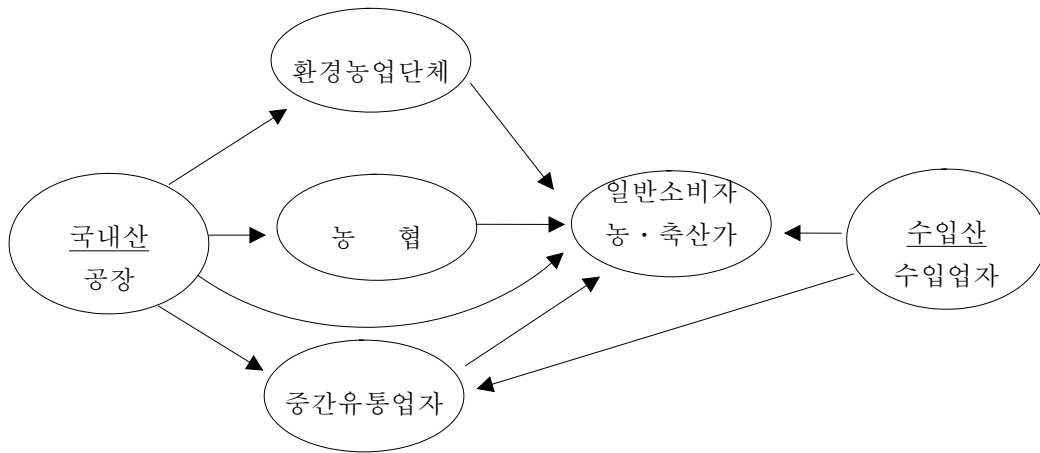 환경농업단체
국내산
공장
농 협
일반소비자
농·축산가
수입산
수입업자
중간유통업자